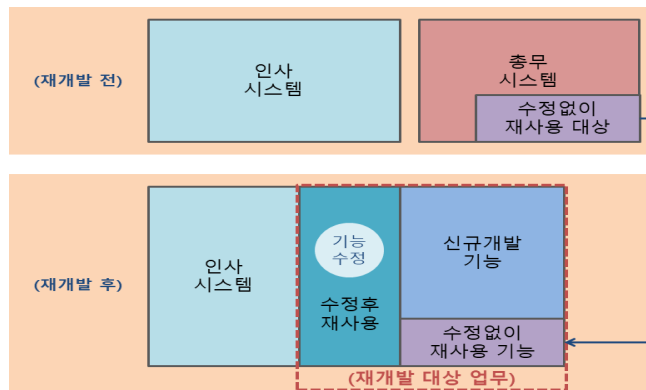 (재개발 전)
인사
시스템
총무
시스템
수정없이
재사용 대상
(재개발 후)
인사
시스템
기능
수정
수정후
재사용
신규개발
기능
수정없이
재사용 기능
(재개발 대상 업무)